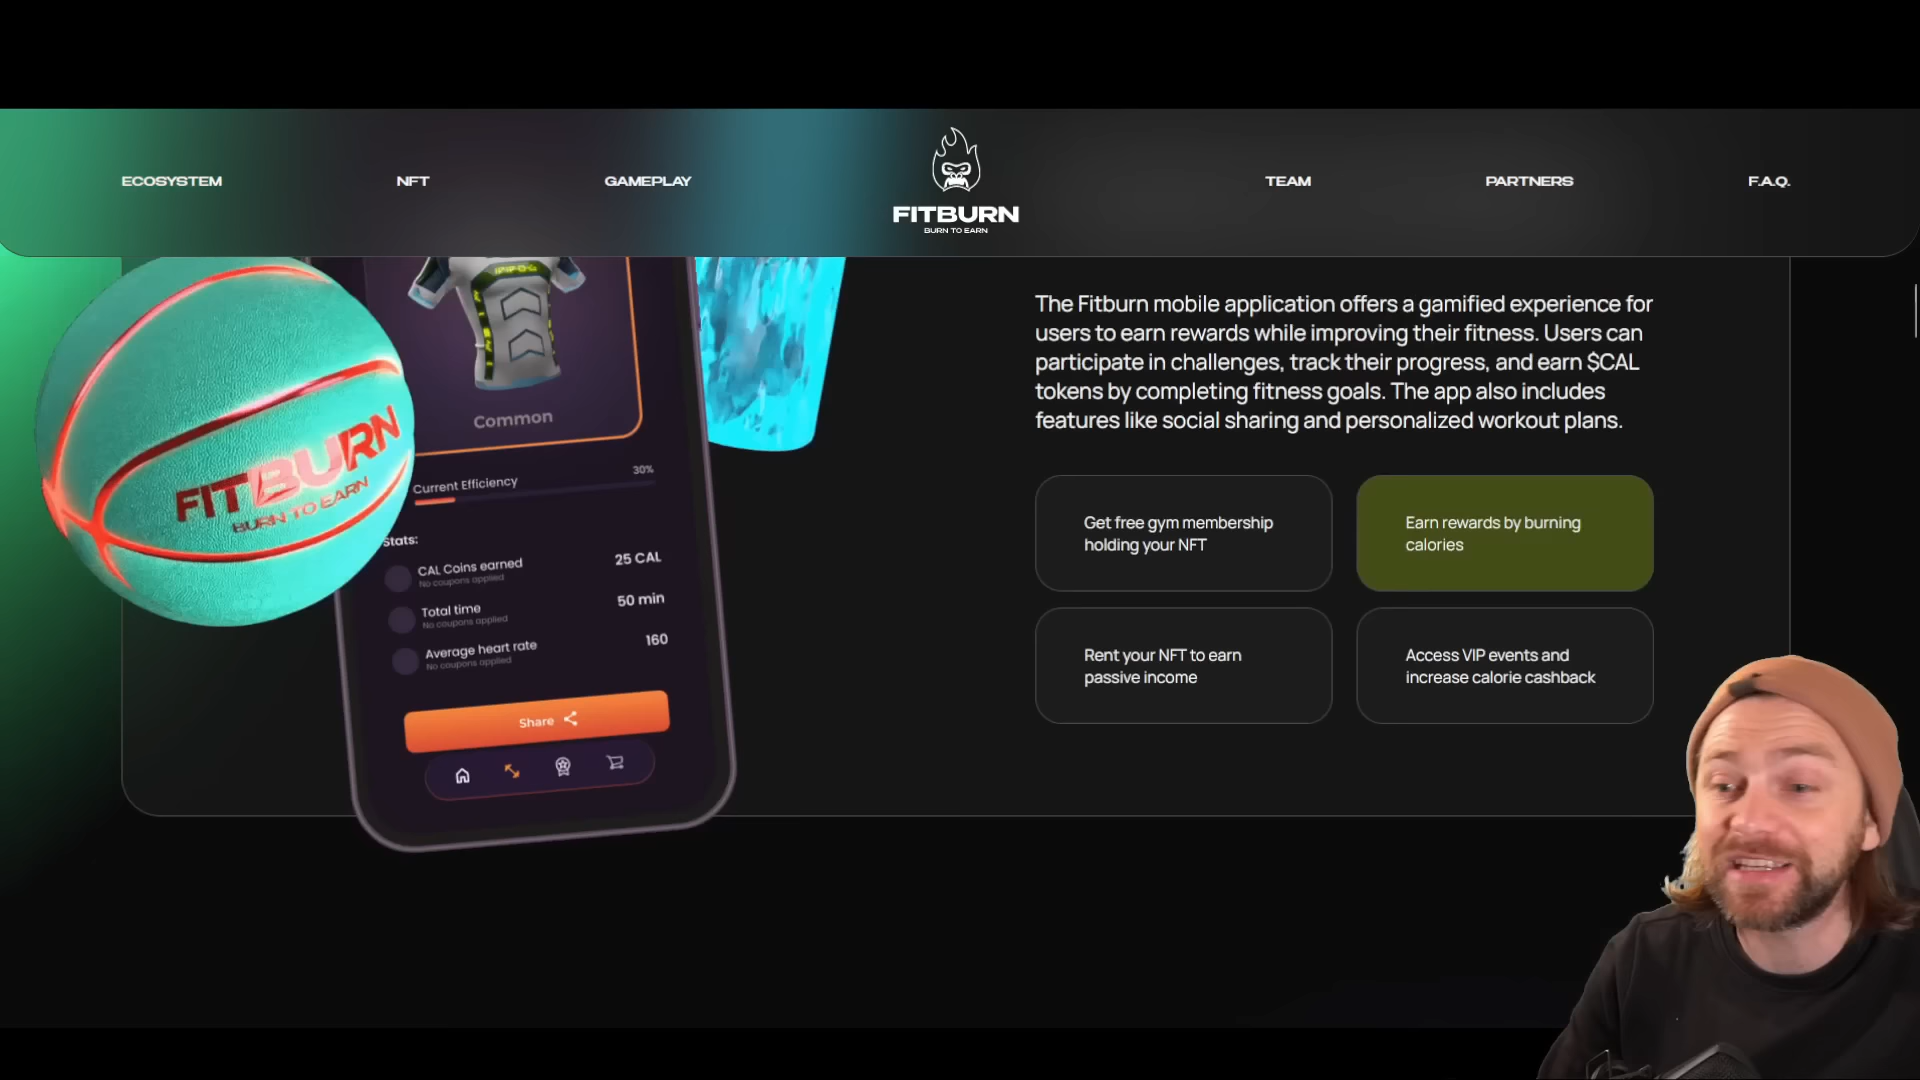 ECOSYSTEM
NFT
GAMEPLAY
FITBURN
BURN TO EARN
TEAM
PARTNERS
F.A.Q.
FITBURN
BURN TO EARN
Common
Current Efficiency
30%
Stats:
CAL Coins earned
25 CAL
No coupons applied
Total time
50 min
No coupons applied
Average heart rate
160
No coupons applied
Share
The Fitburn mobile application offers a gamified experience for
users to earn rewards while improving their fitness. Users can
participate in challenges, track their progress, and earn $CAL
tokens by completing fitness goals. The app also includes
features like social sharing and personalized workout plans.
Get free gym membership
holding your NFT
Earn rewards by burning
calories
Rent your NFT to earn
passive income
Access VIP events and
increase calorie cashback